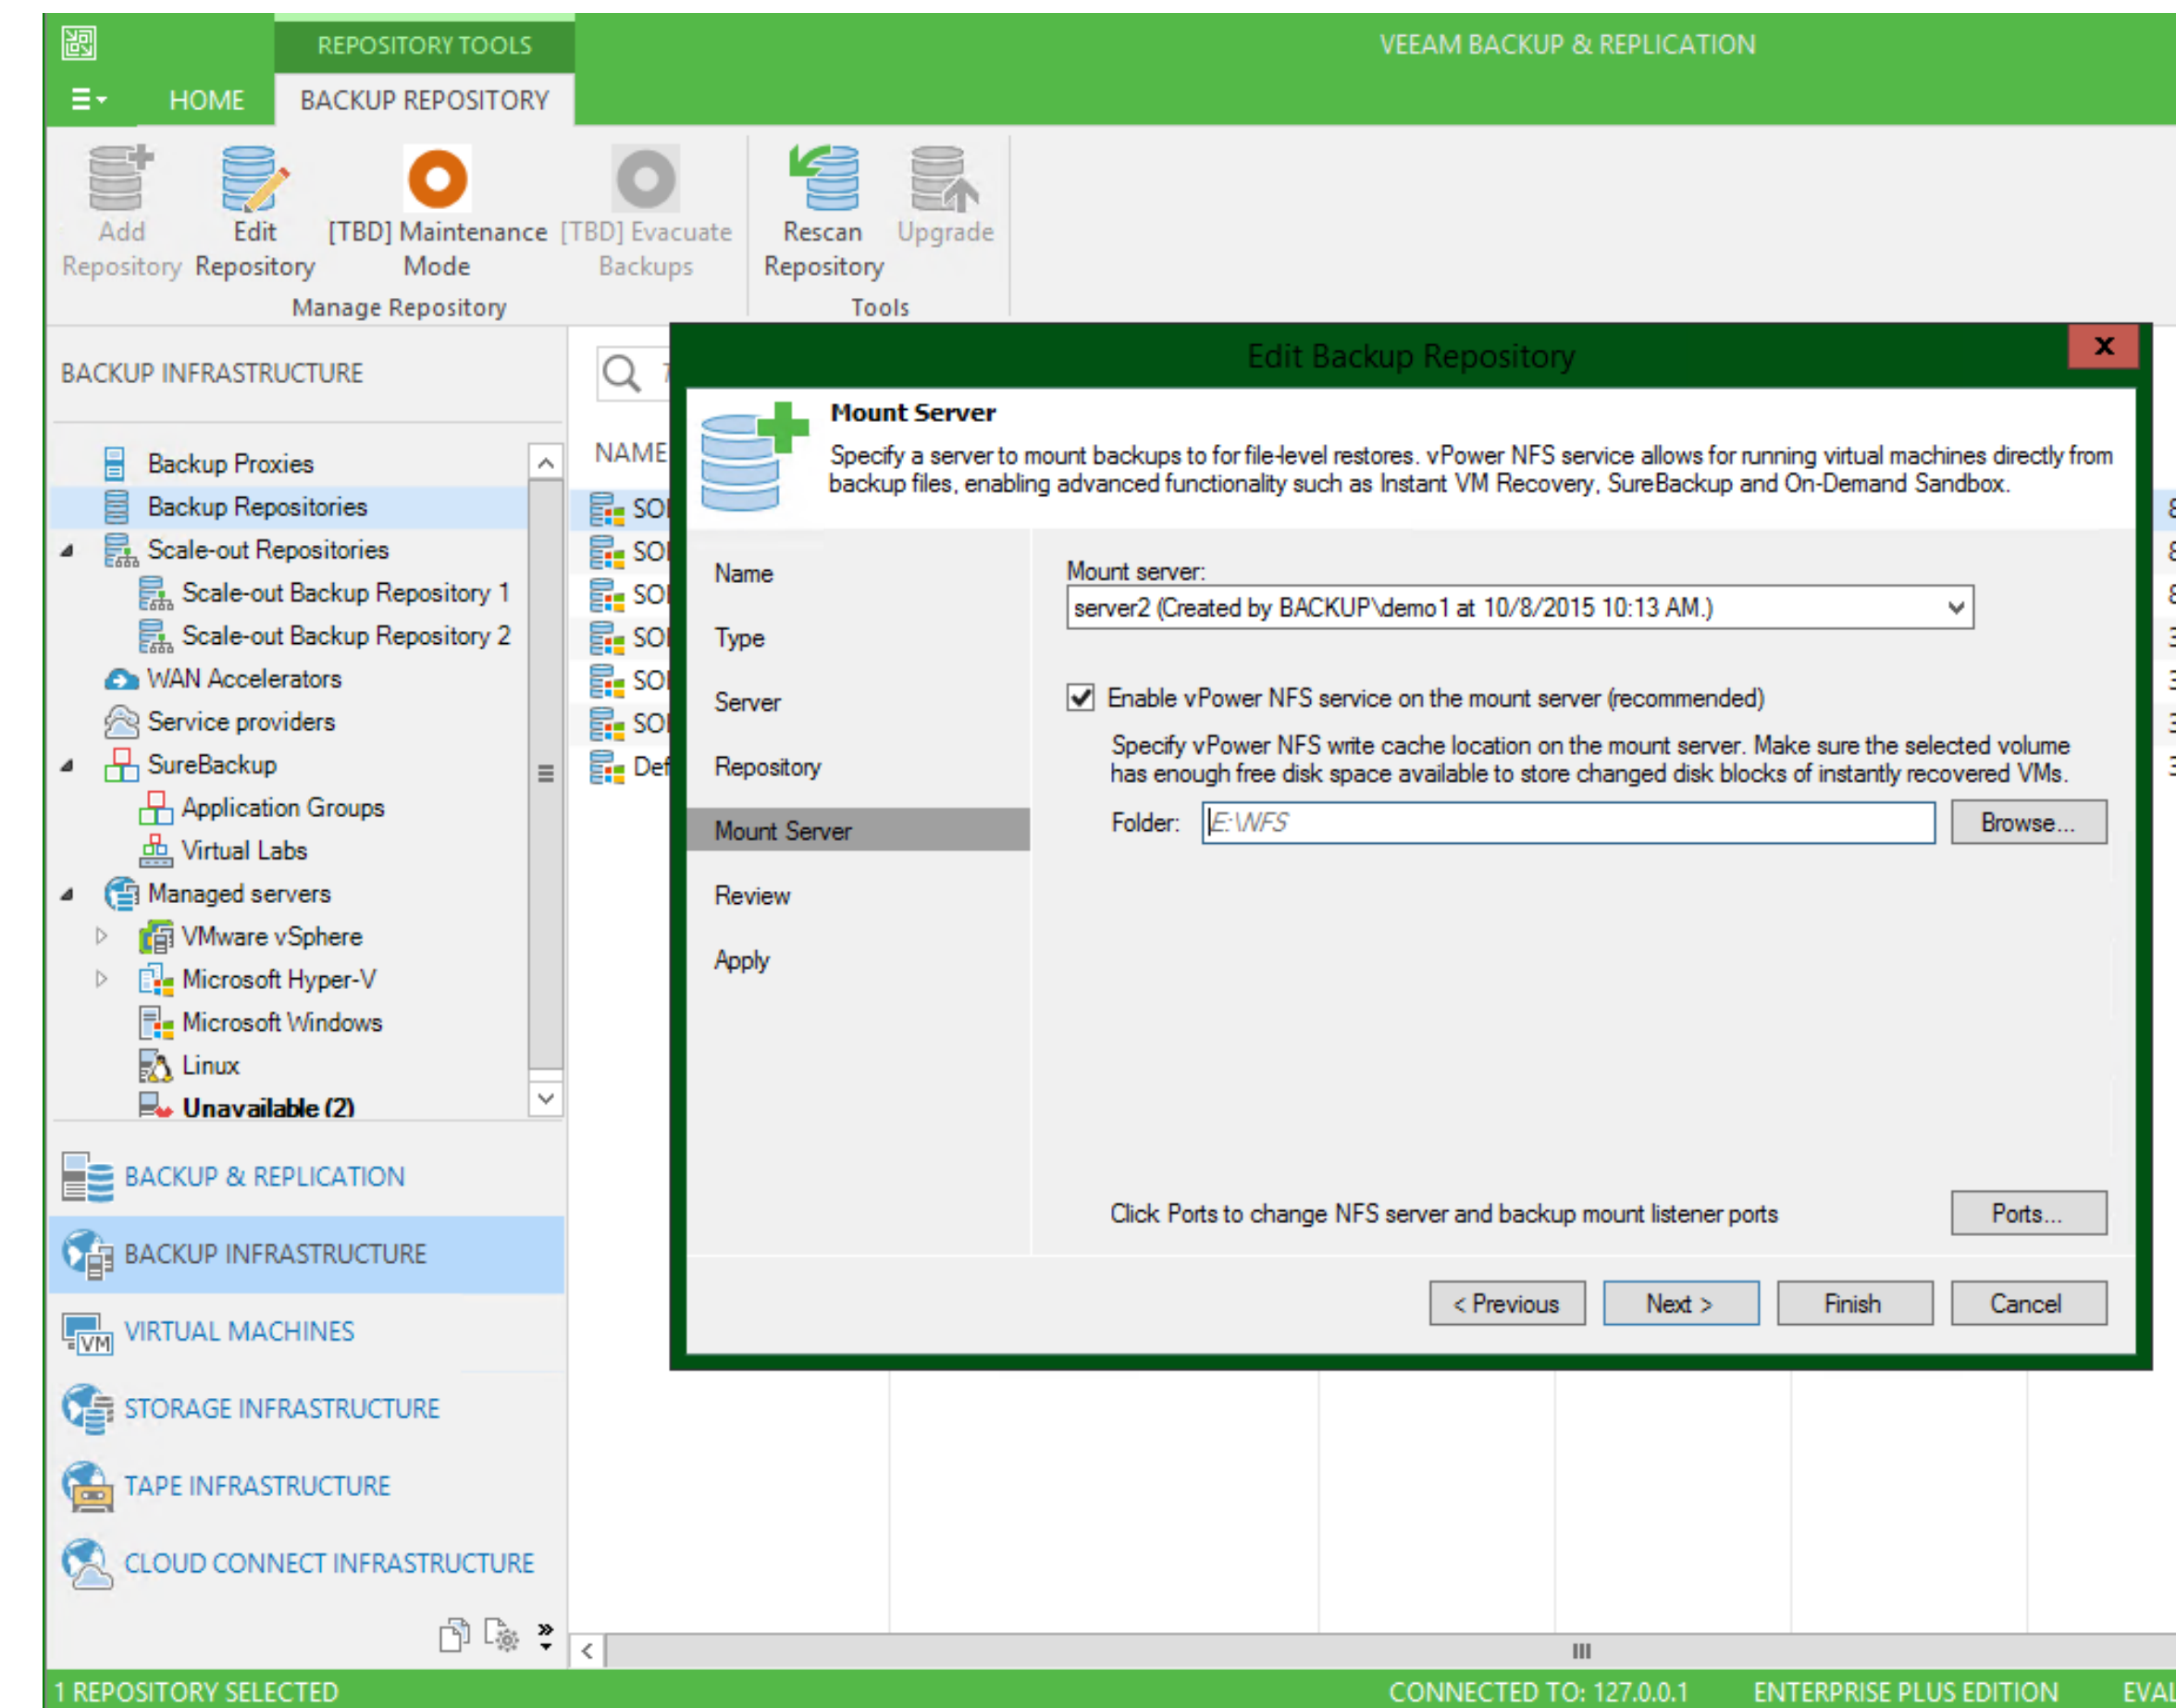 REPOSITORY TOOLS
VEEAM BACKUP & REPLICATION
HOME
BACKUP REPOSITORY
Add Repository
Edit Repository
[TBD] Maintenance Mode
[TBD] Evacuate Backups
Rescan Repository
Upgrade
Manage Repository
Tools
BACKUP INFRASTRUCTURE
Backup Proxies
Backup Repositories
Scale-out Repositories
Scale-out Backup Repository 1
Scale-out Backup Repository 2
WAN Accelerators
Service providers
SureBackup
Application Groups
Virtual Labs
Managed servers
VMware vSphere
Microsoft Hyper-V
Microsoft Windows
Linux
Unavailable (2)
BACKUP & REPLICATION
BACKUP INFRASTRUCTURE
VIRTUAL MACHINES
STORAGE INFRASTRUCTURE
TAPE INFRASTRUCTURE
CLOUD CONNECT INFRASTRUCTURE
NAME
Edit Backup Repository
x
Mount Server
Specify a server to mount backups to for file-level restores. vPower NFS service allows for running virtual machines directly from
backup files, enabling advanced functionality such as Instant VM Recovery, SureBackup and On-Demand Sandbox.
Name
Type
Server
Repository
Mount Server
Review
Apply
Mount server:
server2 (Created by BACKUP\demo1 at 10/8/2015 10:13 AM.)
Enable vPower NFS service on the mount server (recommended)
Specify vPower NFS write cache location on the mount server. Make sure the selected volume
has enough free disk space available to store changed disk blocks of instantly recovered VMs.
Folder:
E:\NFS
Browse...
Click Ports to change NFS server and backup mount listener ports
Ports...
< Previous
Next >
Finish
Cancel
1 REPOSITORY SELECTED
CONNECTED TO: 127.0.0.1
ENTERPRISE PLUS EDITION